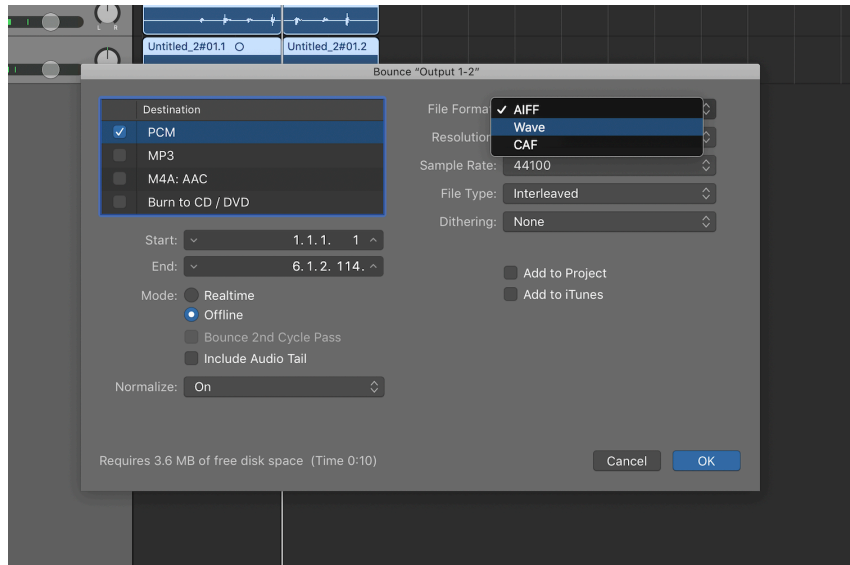 L R
Untitled_2#01.1
Untitled_2#01.2
Bounce "Output 1-2"
Destination
PCM
MP3
M4A: AAC
Burn to CD / DVD
Start: 1. 1. 1. 1
End: 6. 1. 2. 114.
Mode: Realtime
Offline
Bounce 2nd Cycle Pass
Include Audio Tail
Normalize: On
File Forma
AIFF
Wave
CAF
Resolution
Sample Rate: 44100
File Type: Interleaved
Dithering: None
Add to Project
Add to iTunes
Requires 3.6 MB of free disk space (Time 0:10)
Cancel
OK